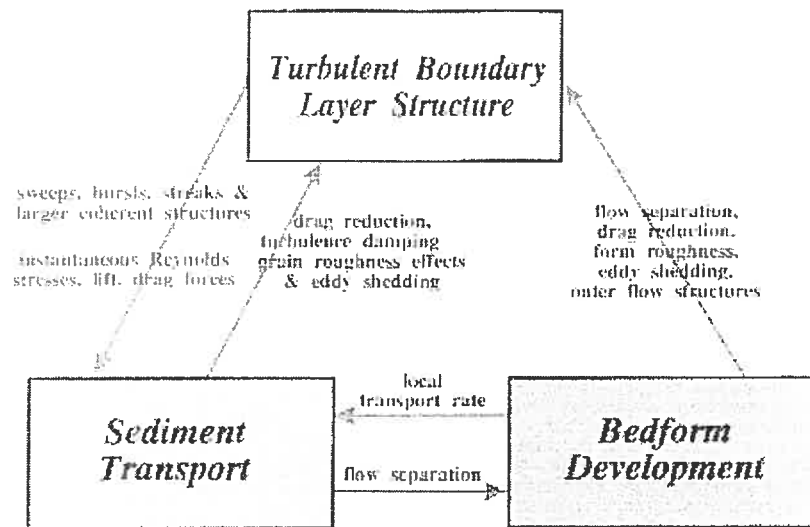 Turbulent Boundary
Layer Structure
sweeps, bursts, streaks &
larger coherent structures
instantaneous Reynolds
stresses, lift, drag forces
drag reduction,
turbulence damping
grain roughness effects
& eddy shedding
flow separation,
drag reduction,
form roughness,
eddy shedding,
outer flow structures
local
transport rate
flow separation
Sediment
Transport
Bedform
Development